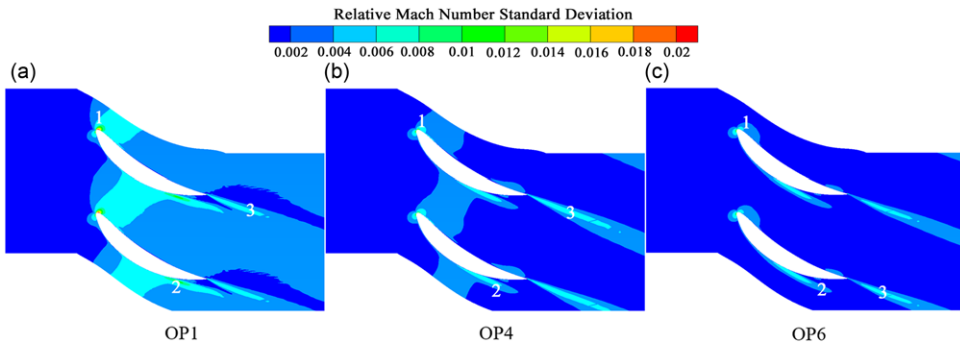 Relative Mach Number Standard Deviation
0.002 0.004 0.006 0.008 0.01 0.012 0.014 0.016 0.018 0.02
(a) (b) (c)
1 1 1
3 3
2 2 2 3
OP1 OP4 OP6